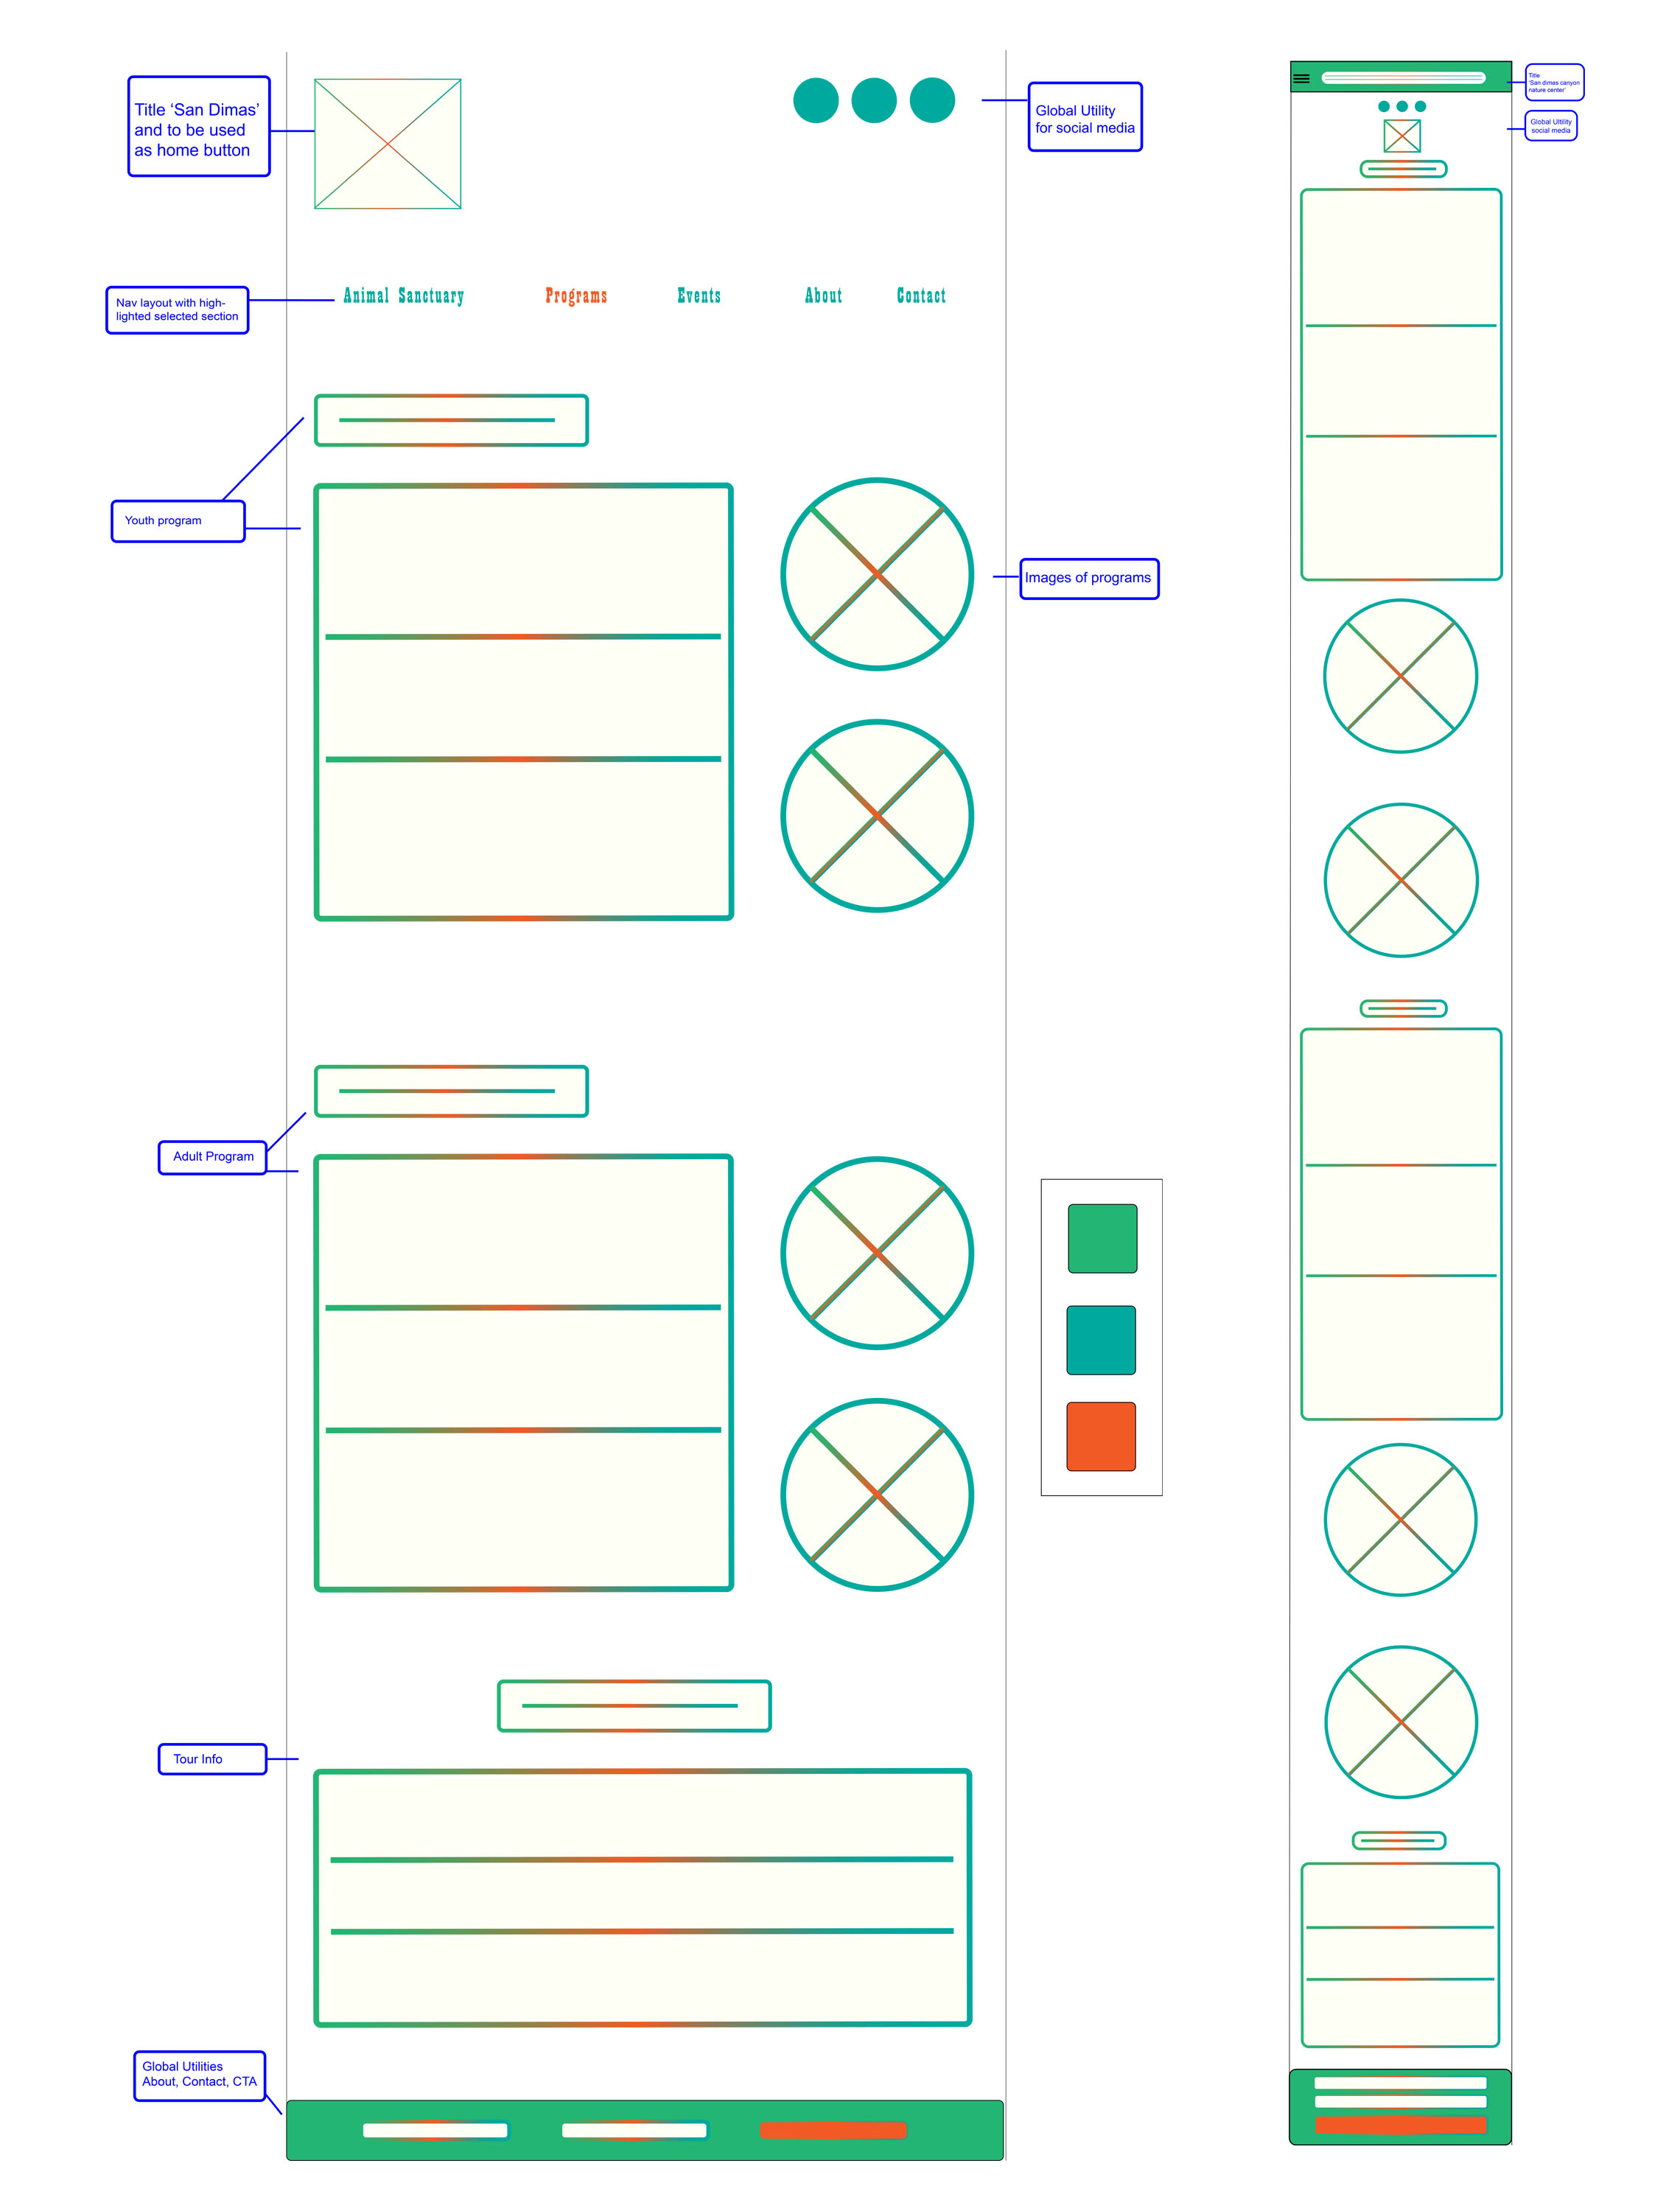 Title ‘San Dimas’
and to be used
as home button
Global Utility
for social media
Title
‘San dimas canyon
nature center’
Global Utility
social media
Nav layout with high-
lighted selected section
Animal Sanctuary
Programs
Events
About
Contact
Youth program
Images of programs
Adult Program
Tour Info
Global Utilities
About, Contact, CTA